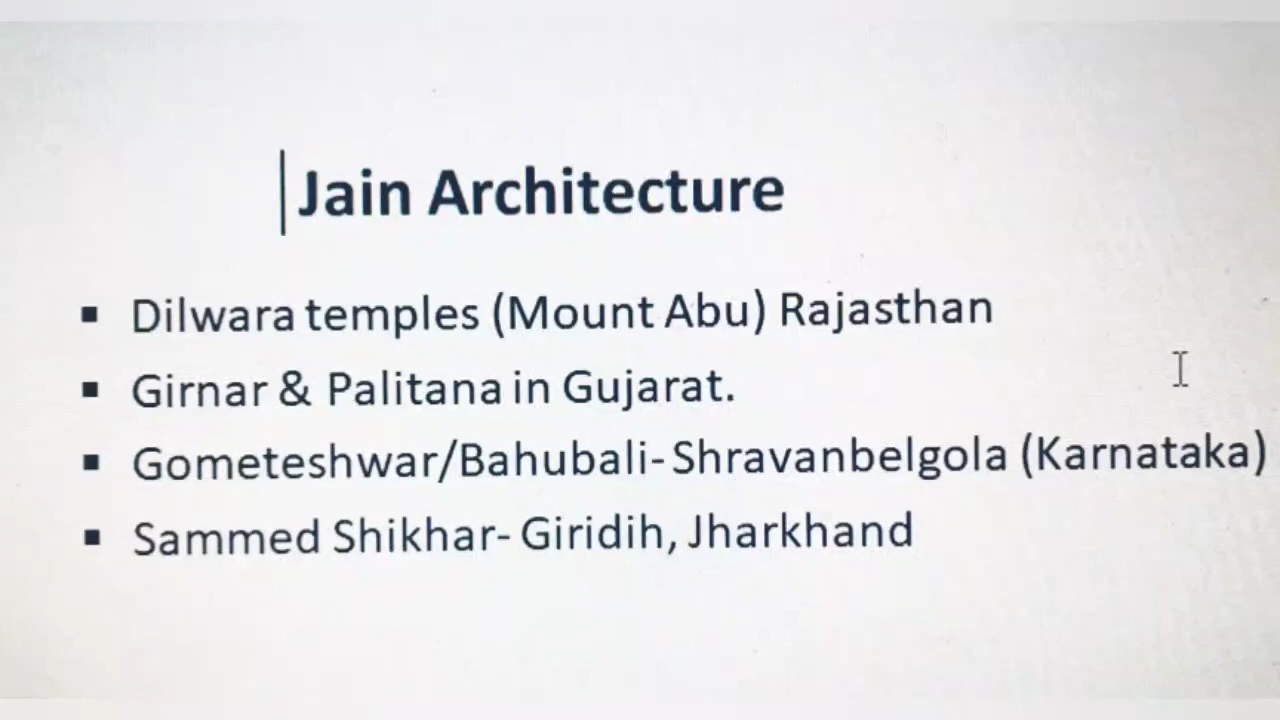 Jain Architecture
▪ Dilwara temples (Mount Abu) Rajasthan
▪ Girnar & Palitana in Gujarat.
▪ Gometeshwar/Bahubali- Shravanbelgola (Karnataka)
▪ Sammed Shikhar- Giridih, Jharkhand